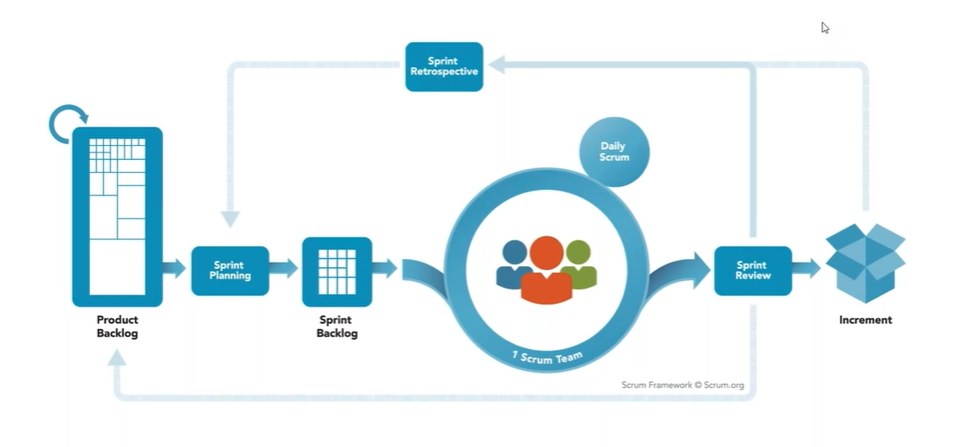 Sprint
Retrospective
Daily
Scrum
Sprint
Planning
Sprint
Review
Product
Backlog
Sprint
Backlog
1 Scrum Team
Increment
Scrum Framework © Scrum.org